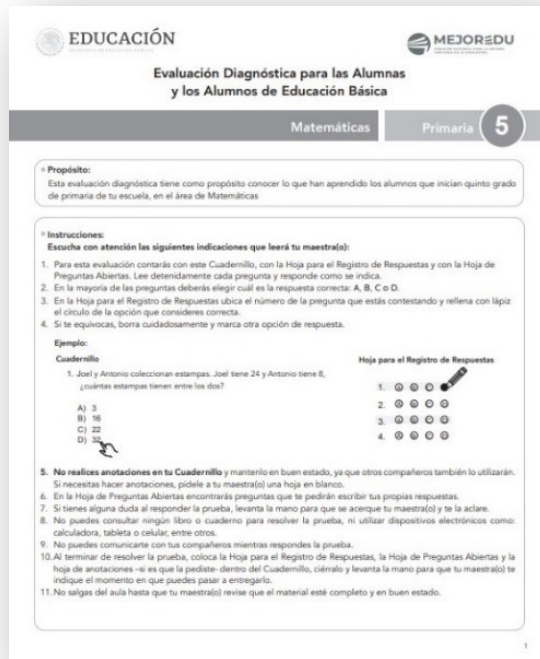 EDUCACIÓN
MEJOREDU
Evaluación Diagnóstica para las Alumnas
y los Alumnos de Educación Básica
Matemáticas
Primaria 5
Propósito:
Esta evaluación diagnóstica tiene como propósito conocer lo que han aprendido los alumnos que inician quinto grado
de primaria de tu escuela, en el área de Matemáticas
Instrucciones:
Escucha con atención las siguientes indicaciones que leerá tu maestra(o):
1. Para esta evaluación contarás con este Cuadernillo, con la Hoja para el Registro de Respuestas y con la Hoja de
Preguntas Abiertas. Lee detenidamente cada pregunta y responde como se indica.
2. En la mayoría de las preguntas deberás elegir cuál es la respuesta correcta: A, B, C o D.
3. En la Hoja para el Registro de Respuestas ubica el número de la pregunta que estás contestando y rellena con lápiz
el círculo de la opción que consideres correcta.
4. Si te equivocas, borra cuidadosamente y marca otra opción de respuesta.
Ejemplo:
Cuadernillo
1. Joel y Antonio coleccionan estampas. Joel tiene 24 y Antonio tiene 8,
¿cuántas estampas tienen entre los dos?
A) 3
B) 16
C) 22
D) 32
Hoja para el Registro de Respuestas
1. A B C
2. A B C D
3. A B C D
4. A B C D
5. No realices anotaciones en tu Cuadernillo y mantenlo en buen estado, ya que otros compañeros también lo utilizarán.
Si necesitas hacer anotaciones, pídele a tu maestra(o) una hoja en blanco.
6. En la Hoja de Preguntas Abiertas encontrarás preguntas que te pedirán escribir tus propias respuestas.
7. Si tienes alguna duda al responder la prueba, levanta la mano para que se acerque tu maestra(o) y te la aclare.
8. No puedes consultar ningún libro o cuaderno para resolver la prueba, ni utilizar dispositivos electrónicos como:
calculadora, tableta o celular, entre otros.
9. No puedes comunicarte con tus compañeros mientras respondes la prueba.
10. Al terminar de resolver la prueba, coloca la Hoja para el Registro de Respuestas, la Hoja de Preguntas Abiertas y la
hoja de anotaciones –si es que la pediste– dentro del Cuadernillo, ciérralo y levanta la mano para que tu maestra(o) te
indique el momento en que puedes pasar a entregarlo.
11. No salgas del aula hasta que tu maestra(o) revise que el material esté completo y en buen estado.
1